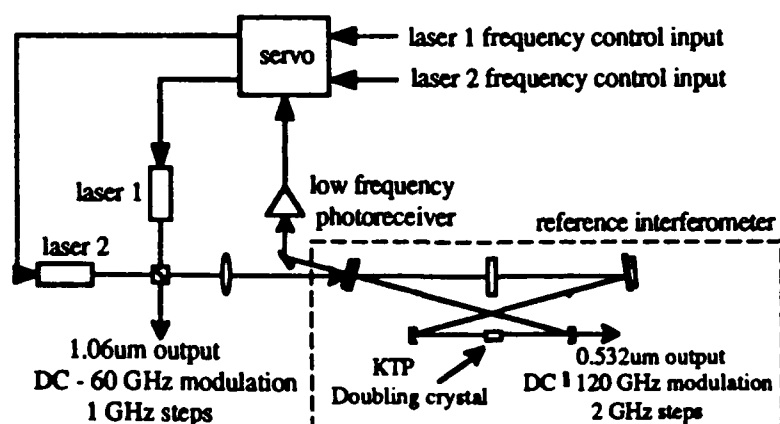 servo
laser 1 frequency control input
laser 2 frequency control input
laser 1
low frequency
photoreceiver
reference interferometer
laser 2
1.06um output
DC - 60 GHz modulation
1 GHz steps
KTP
Doubling crystal
0.532um output
DC 120 GHz modulation
2 GHz steps